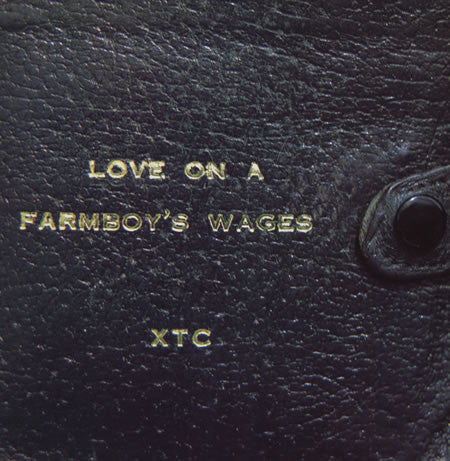 LOVE ON A
FARMBOY'S WAGES
XTC